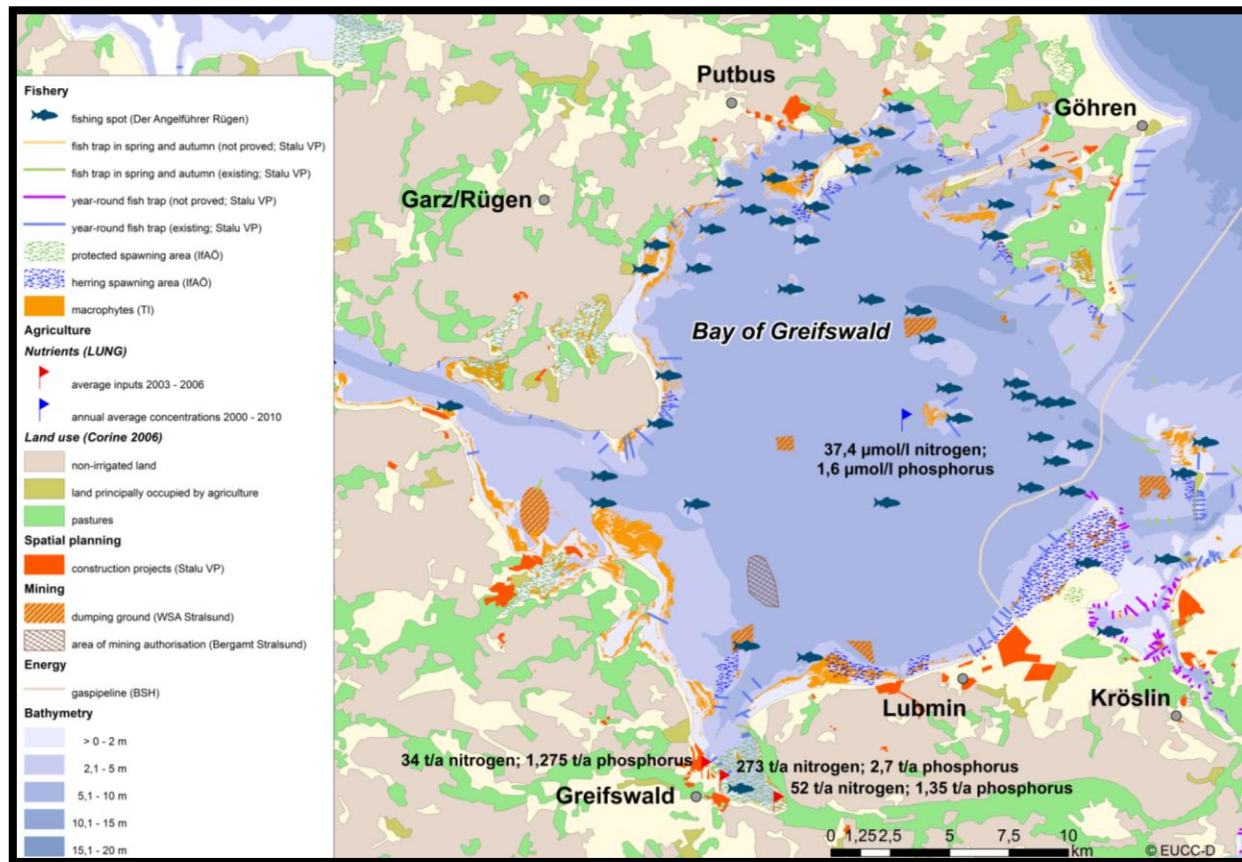 Fishery
fishing spot (Der Angelführer Rügen)
fish trap in spring and autumn (not proved; Stalu VP)
fish trap in spring and autumn (existing; Stalu VP)
year-round fish trap (not proved; Stalu VP)
year-round fish trap (existing; Stalu VP)
protected spawning area (IfAÖ)
herring spawning area (IfAÖ)
macrophytes (TI)
Agriculture
Nutrients (LUNG)
average inputs 2003 - 2006
annual average concentrations 2000 - 2010
Land use (Corine 2006)
non-irrigated land
land principally occupied by agriculture
pastures
Spatial planning
construction projects (Stalu VP)
Mining
dumping ground (WSA Stralsund)
area of mining authorisation (Bergamt Stralsund)
Energy
gaspipeline (BSH)
Bathymetry
> 0 - 2 m
2,1 - 5 m
5,1 - 10 m
10,1 - 15 m
15,1 - 20 m
Putbus
Göhren
Garz/Rügen
Bay of Greifswald
37,4 µmol/l nitrogen;
1,6 µmol/l phosphorus
Lubmin
Kröslin
34 t/a nitrogen; 1,275 t/a phosphorus
273 t/a nitrogen; 2,7 t/a phosphorus
52 t/a nitrogen; 1,35 t/a phosphorus
Greifswald
0 1,25 2,5 5 7,5 10
km
© EUCC-D